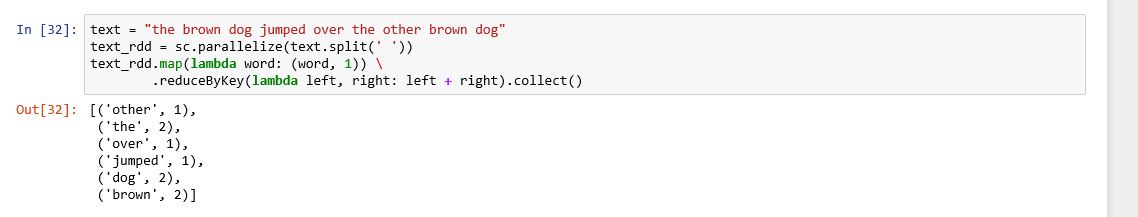 In [32]: text = "the brown dog jumped over the other brown dog"
text_rdd = sc.parallelize(text.split(' '))
text_rdd.map(lambda word: (word, 1)) \
        .reduceByKey(lambda left, right: left + right).collect()
Out[32]: [('other', 1),
 ('the', 2),
 ('over', 1),
 ('jumped', 1),
 ('dog', 2),
 ('brown', 2)]